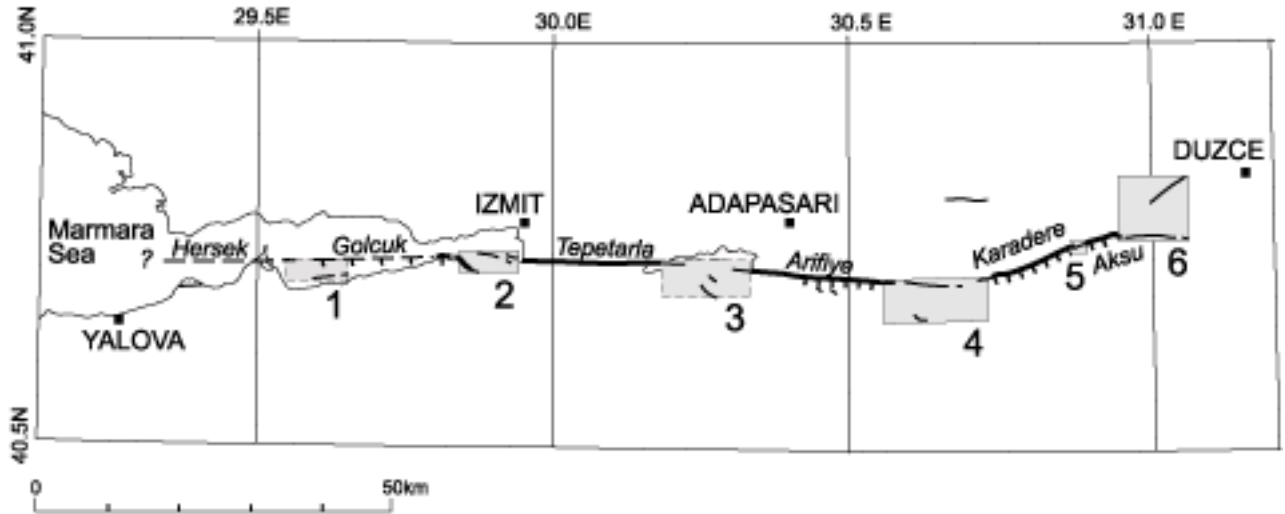 29.5E
30.0 E
30.5 E
31.0 E
41.0N
DUZCE
IZMIT
ADAPASARI
Marmara
Sea
?
Hersek
Golcuk
Tepetarla
Arifiye
Karadere
Aksu
1
2
3
4
5
6
YALOVA
40.5N
0
50km